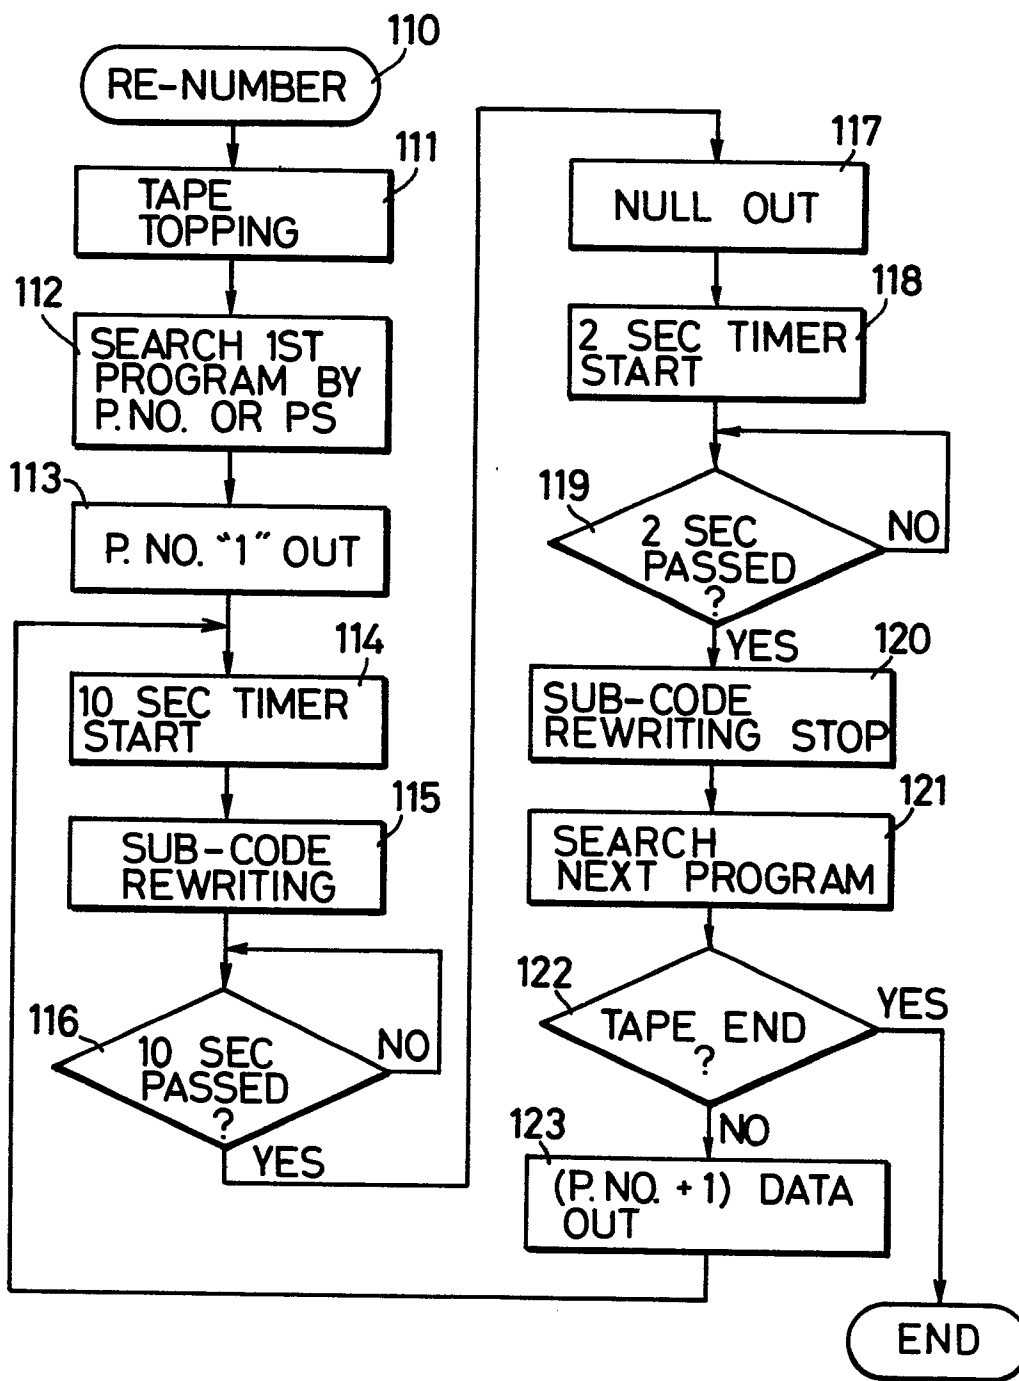 110
RE-NUMBER
111
TAPE
TOPPING
112
SEARCH 1ST
PROGRAM BY
P.NO. OR PS
113
P. NO. "1" OUT
114
10 SEC TIMER
START
115
SUB-CODE
REWRITING
116
10 SEC
PASSED
?
NO
YES
117
NULL OUT
118
2 SEC TIMER
START
119
2 SEC
PASSED
?
NO
YES
120
SUB-CODE
REWRITING STOP
121
SEARCH
NEXT PROGRAM
122
TAPE END
?
YES
NO
123
(P. NO. + 1) DATA
OUT
END